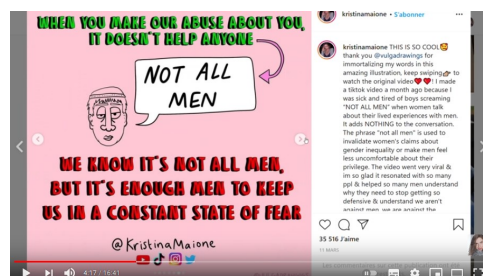 WHEN YOU MAKE OUR ABUSE ABOUT YOU,
IT DOESN'T HELP ANYONE
NOT ALL
MEN
WE KNOW IT'S NOT ALL MEN,
BUT IT'S ENOUGH MEN TO KEEP
US IN A CONSTANT STATE OF FEAR
@KristinaMaione
kristinamaione • S'abonner
kristinamaione THIS IS SO COOL🥰
thank you @vulgadrawings for
immortalizing my words in this
amazing illustration, keep swiping👉 to
watch the original video❤️❤️! I made
a tiktok video a month ago because I
was sick and tired of boys screaming
"NOT ALL MEN" when women talk
about their lived experiences with men.
It adds NOTHING to the conversation.
The phrase "not all men" is used to
invalidate women's claims about
gender inequality or make men feel
less uncomfortable about their
privilege. The video went very viral &
im so glad it resonated with so many
ppl & helped so many men understand
why they need to stop getting so
defensive & understand we aren't
against men, we are against the
35 516 J'aime
11 MARS
4:17 / 16:41